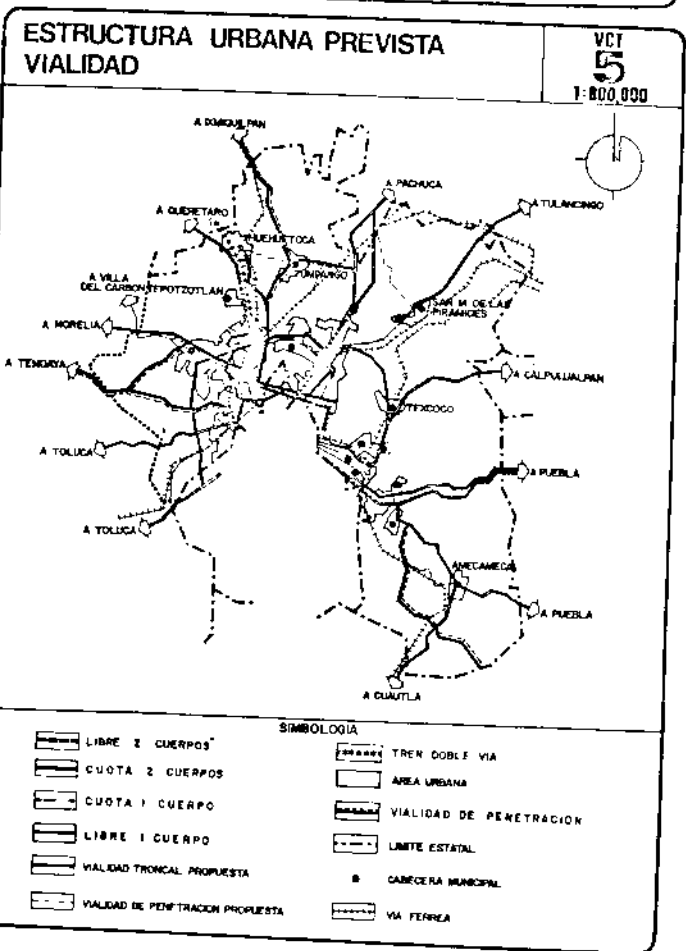 ESTRUCTURA URBANA PREVISTA
VIALIDAD
VCT
5
1:800,000
A IXMIQUILPAN
A PACHUCA
A TULANCINGO
A QUERETARO
HUEHUETOCA
ZUMPANGO
A VILLA
DEL CARBON
TEPOTZOTLAN
SAN M. DE LAS
PIRAMIDES
A MORELIA
A TENGAYA
A CALPULUALPAN
TEXCOCO
A TOLUCA
A PUEBLA
A TOLUCA
AMECAMECA
A PUEBLA
A CUAUTLA
SIMBOLOGIA
LIBRE 2 CUERPOS
CUOTA 2 CUERPOS
CUOTA 1 CUERPO
LIBRE 1 CUERPO
VIALIDAD TRONCAL PROPUESTA
VIALIDAD DE PENETRACION PROPUESTA
TREN DOBLE VIA
AREA URBANA
VIALIDAD DE PENETRACION
LIMITE ESTATAL
CABECERA MUNICIPAL
VIA FERREA